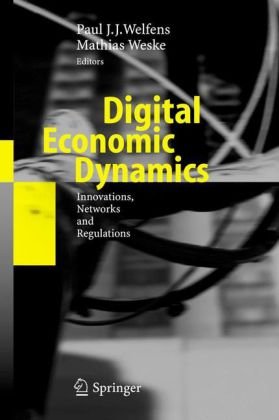 Paul J.J.Welfens
Mathias Weske
Editors
Digital
Economic
Dynamics
Innovations,
Networks
and
Regulations
Springer